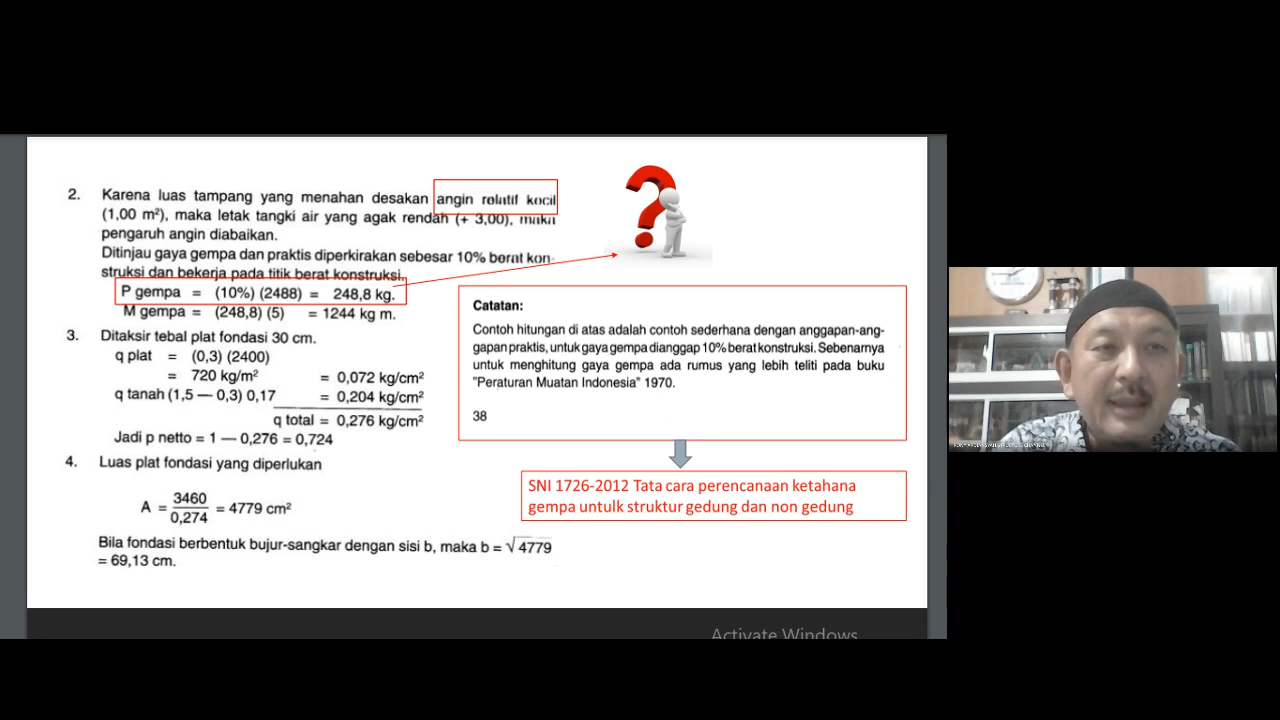 2. Karena luas tampang yang menahan desakan angin relatif kecil
(1,00 m²), maka letak tangki air yang agak rendah (+ 3,00), maka
pengaruh angin diabaikan.
Ditinjau gaya gempa dan praktis diperkirakan sebesar 10% berat kon-
struksi dan bekerja pada titik berat konstruksi.
P gempa = (10%) (2488) = 248,8 kg.
M gempa = (248,8) (5) = 1244 kg m.
3. Ditaksir tebal plat fondasi 30 cm.
q plat = (0,3) (2400)
= 720 kg/m² = 0,072 kg/cm²
q tanah (1,5 — 0,3) 0,17 = 0,204 kg/cm²
q total = 0,276 kg/cm²
Jadi p netto = 1 — 0,276 = 0,724
4. Luas plat fondasi yang diperlukan
A = 3460 / 0,274 = 4779 cm²
Bila fondasi berbentuk bujur-sangkar dengan sisi b, maka b = √4779
= 69,13 cm.
Catatan:
Contoh hitungan di atas adalah contoh sederhana dengan anggapan-ang-
gapan praktis, untuk gaya gempa dianggap 10% berat konstruksi. Sebenarnya
untuk menghitung gaya gempa ada rumus yang lebih teliti pada buku
"Peraturan Muatan Indonesia" 1970.
38
SNI 1726-2012 Tata cara perencanaan ketahana
gempa untulk struktur gedung dan non gedung
Activate Windows